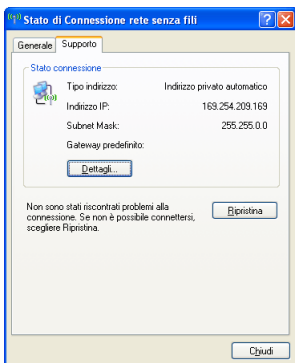 Stato di Connessione rete senza fili
Generale Supporto
Stato connessione
Tipo indirizzo: Indirizzo privato automatico
Indirizzo IP: 169.254.209.169
Subnet Mask: 255.255.0.0
Gateway predefinito:
Dettagli...
Non sono stati riscontrati problemi alla
connessione. Se non è possibile connettersi,
scegliere Ripristina.
Ripristina
Chiudi